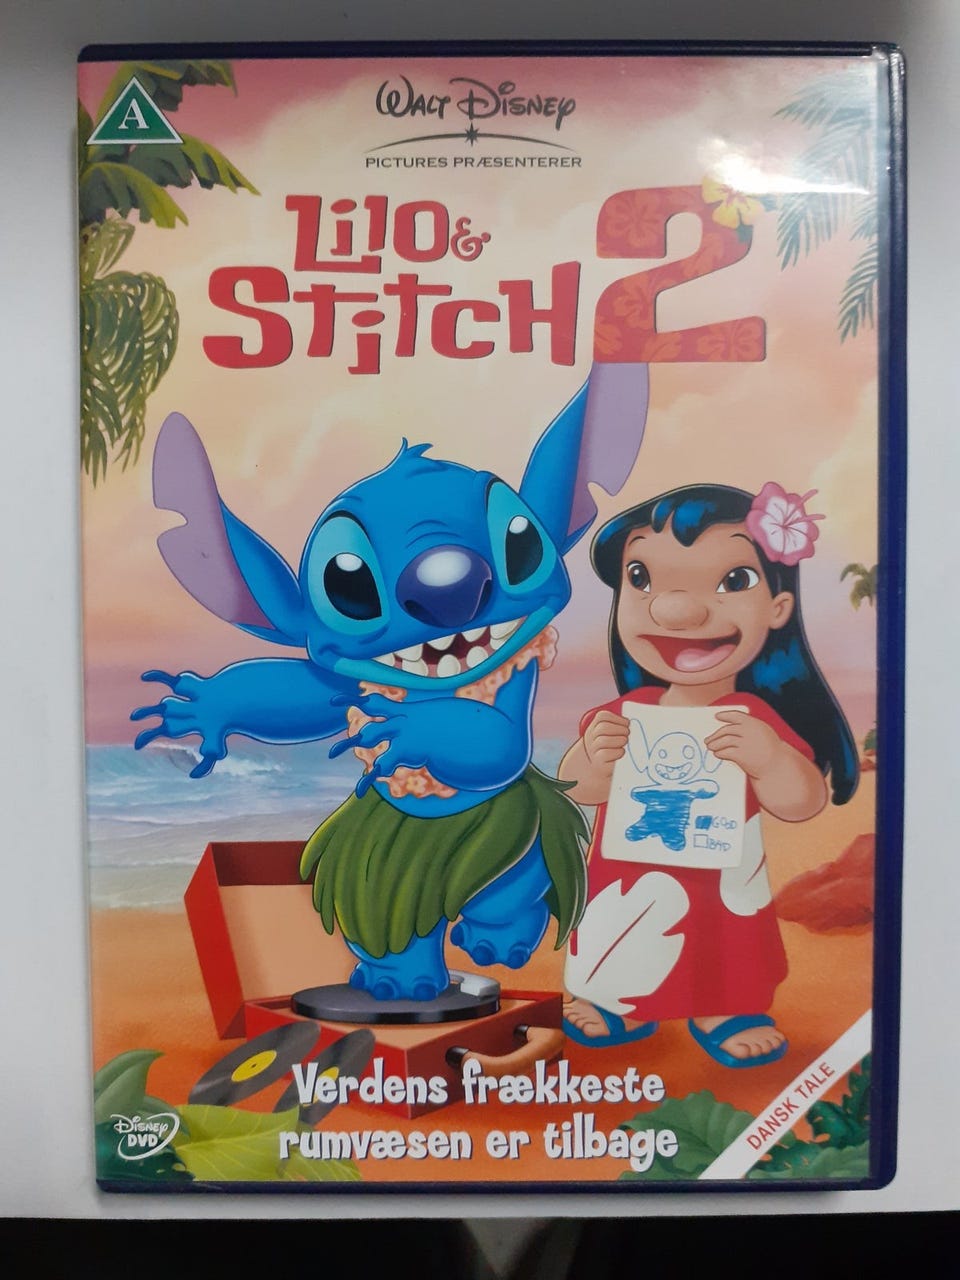 A
WALT DISNEY
PICTURES PRÆSENTERER
Lilo &
Stitch 2
GOOD
BAD
Verdens frækkeste
rumvæsen er tilbage
DISNEY
DVD
DANSK TALE